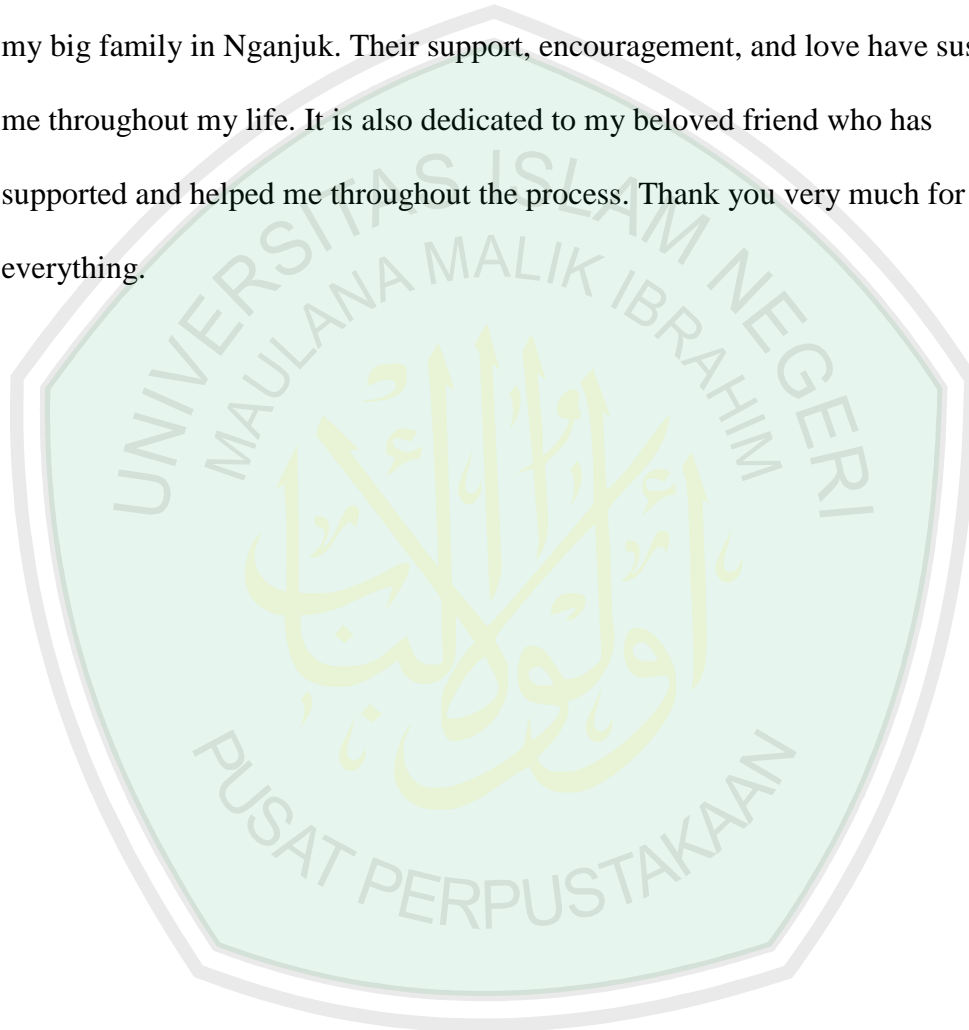 my big family in Nganjuk. Their support, encouragement, and love have sus
me throughout my life. It is also dedicated to my beloved friend who has
supported and helped me throughout the process. Thank you very much for
everything.
UNIVERSITAS ISLAM NEGERI
MAULANA MALIK IBRAHIM
أولوا الألباب
PUSAT PERPUSTAKAAN